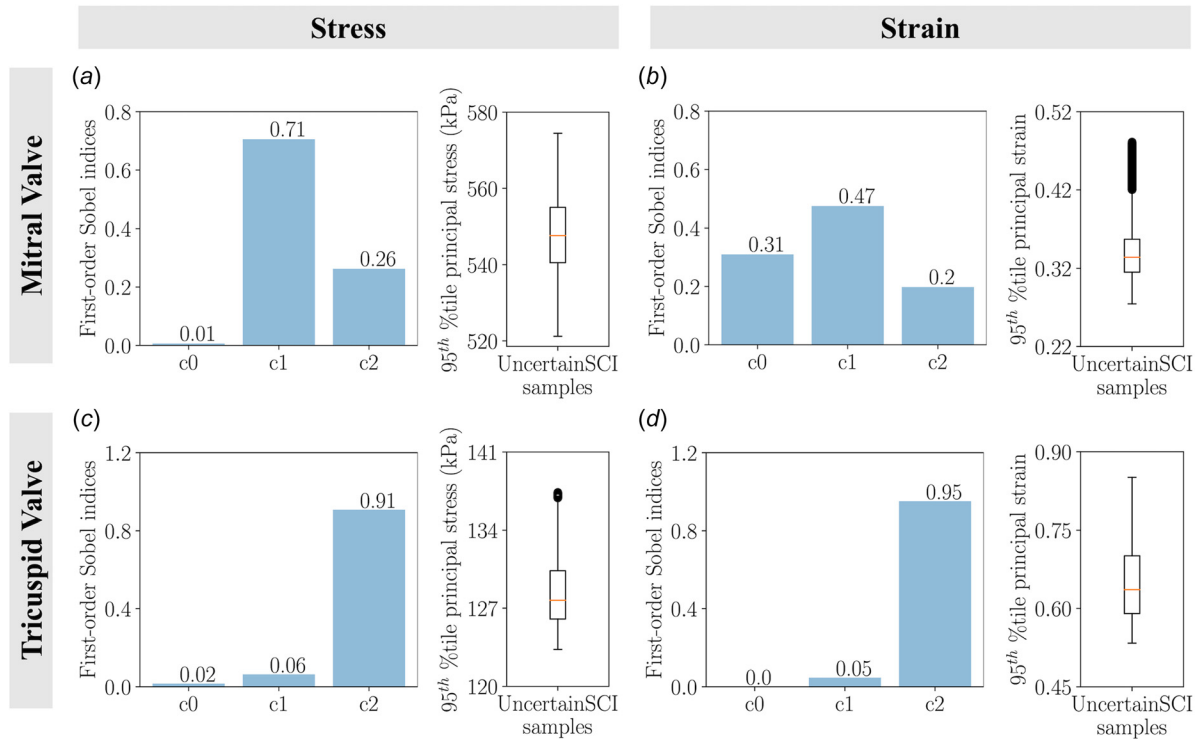 Stress
Strain
Mitral Valve
(a)
First-order Sobel indices
0.8
0.6
0.4
0.2
0.0
0.01
0.71
0.26
c0 c1 c2
95th %tile principal stress (kPa)
580
560
540
520
UncertainSCI
samples
(b)
First-order Sobel indices
0.8
0.6
0.4
0.2
0.0
0.31
0.47
0.2
c0 c1 c2
95th %tile principal strain
0.52
0.42
0.32
0.22
UncertainSCI
samples
Tricuspid Valve
(c)
First-order Sobel indices
1.2
0.8
0.4
0.0
0.02
0.06
0.91
c0 c1 c2
95th %tile principal stress (kPa)
141
134
127
120
UncertainSCI
samples
(d)
First-order Sobel indices
1.2
0.8
0.4
0.0
0.0
0.05
0.95
c0 c1 c2
95th %tile principal strain
0.90
0.75
0.60
0.45
UncertainSCI
samples